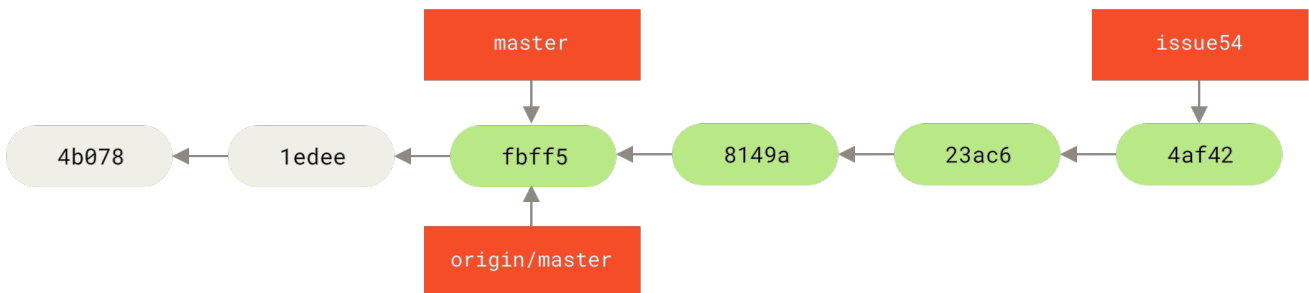 master
issue54
4b078
1edee
fbff5
8149a
23ac6
4af42
origin/master